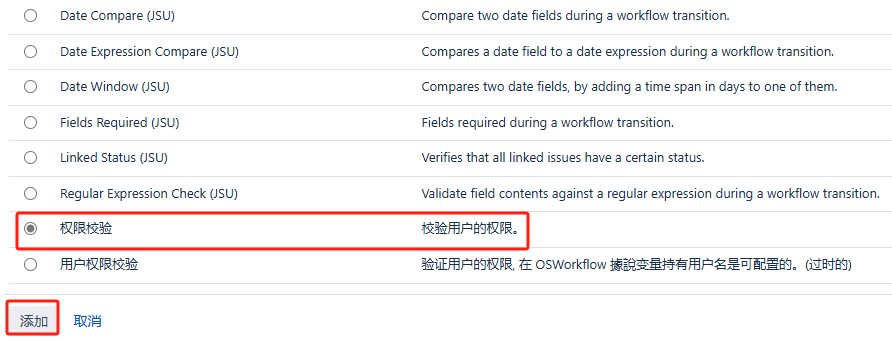 Date Compare (JSU) Compare two date fields during a workflow transition.
Date Expression Compare (JSU) Compares a date field to a date expression during a workflow transition.
Date Window (JSU) Compares two date fields, by adding a time span in days to one of them.
Fields Required (JSU) Fields required during a workflow transition.
Linked Status (JSU) Verifies that all linked issues have a certain status.
Regular Expression Check (JSU) Validate field contents against a regular expression during a workflow transition.
权限校验 校验用户的权限。
用户权限校验 验证用户的权限, 在 OSWorkflow 據說变量持有用户名是可配置的。(过时的)
添加 取消